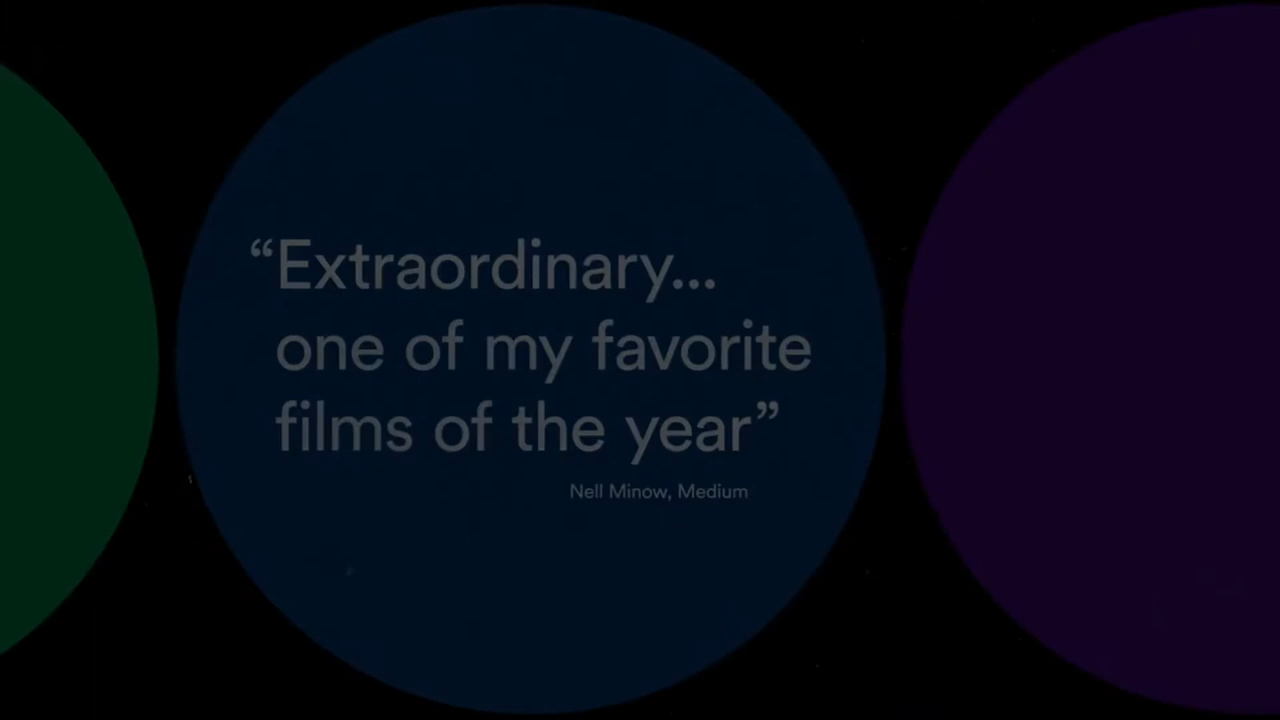 “Extraordinary...
one of my favorite
films of the year”
Nell Minow, Medium